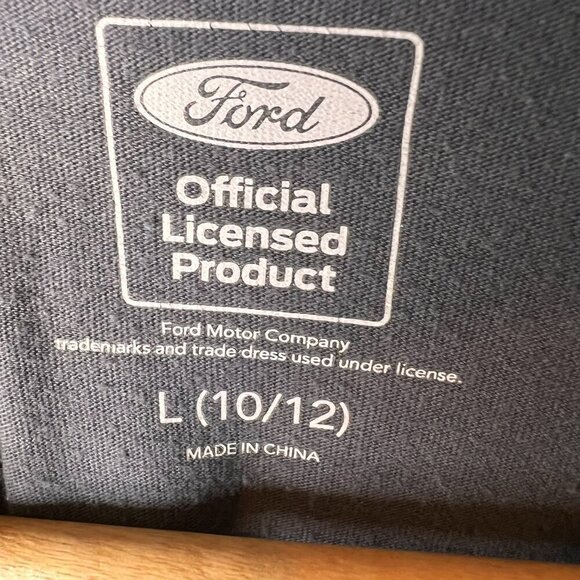 Ford
Official
Licensed
Product
Ford Motor Company
trademarks and trade dress used under license.
L (10/12)
MADE IN CHINA